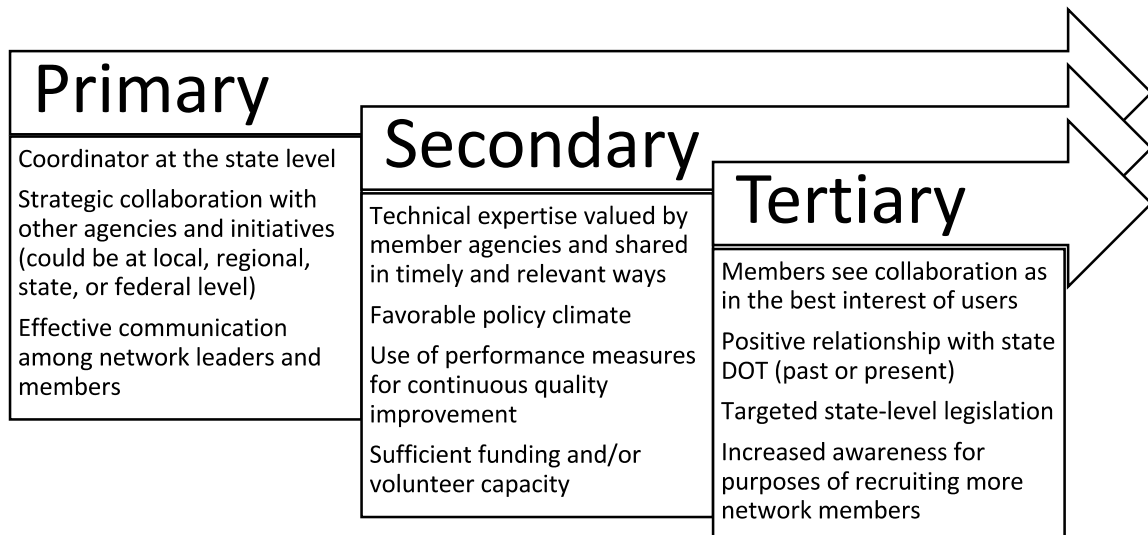 Primary
Coordinator at the state level
Strategic collaboration with
other agencies and initiatives
(could be at local, regional,
state, or federal level)
Effective communication
among network leaders and
members
Secondary
Technical expertise valued by
member agencies and shared
in timely and relevant ways
Favorable policy climate
Use of performance measures
for continuous quality
improvement
Sufficient funding and/or
volunteer capacity
Tertiary
Members see collaboration as
in the best interest of users
Positive relationship with state
DOT (past or present)
Targeted state-level legislation
Increased awareness for
purposes of recruiting more
network members